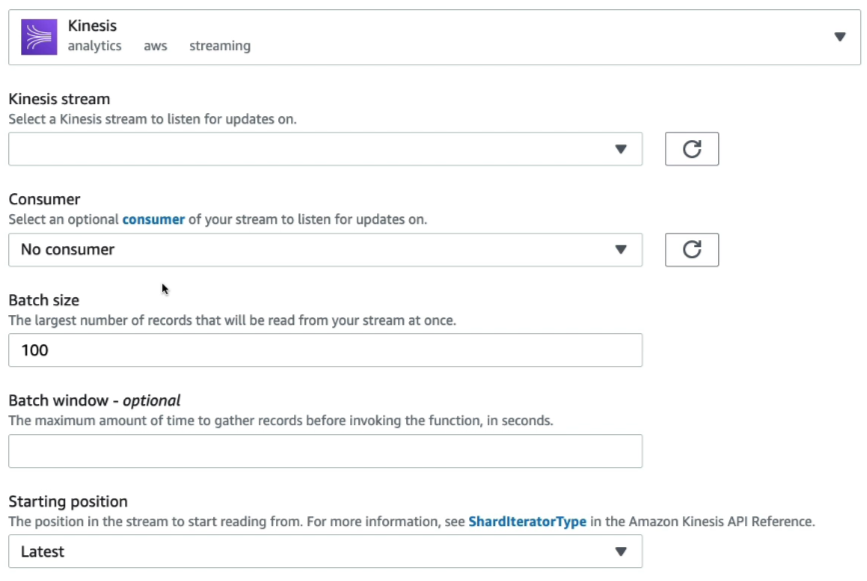 Kinesis
analytics aws streaming
Kinesis stream
Select a Kinesis stream to listen for updates on.
Consumer
Select an optional consumer of your stream to listen for updates on.
No consumer
Batch size
The largest number of records that will be read from your stream at once.
100
Batch window - optional
The maximum amount of time to gather records before invoking the function, in seconds.
Starting position
The position in the stream to start reading from. For more information, see ShardIteratorType in the Amazon Kinesis API Reference.
Latest